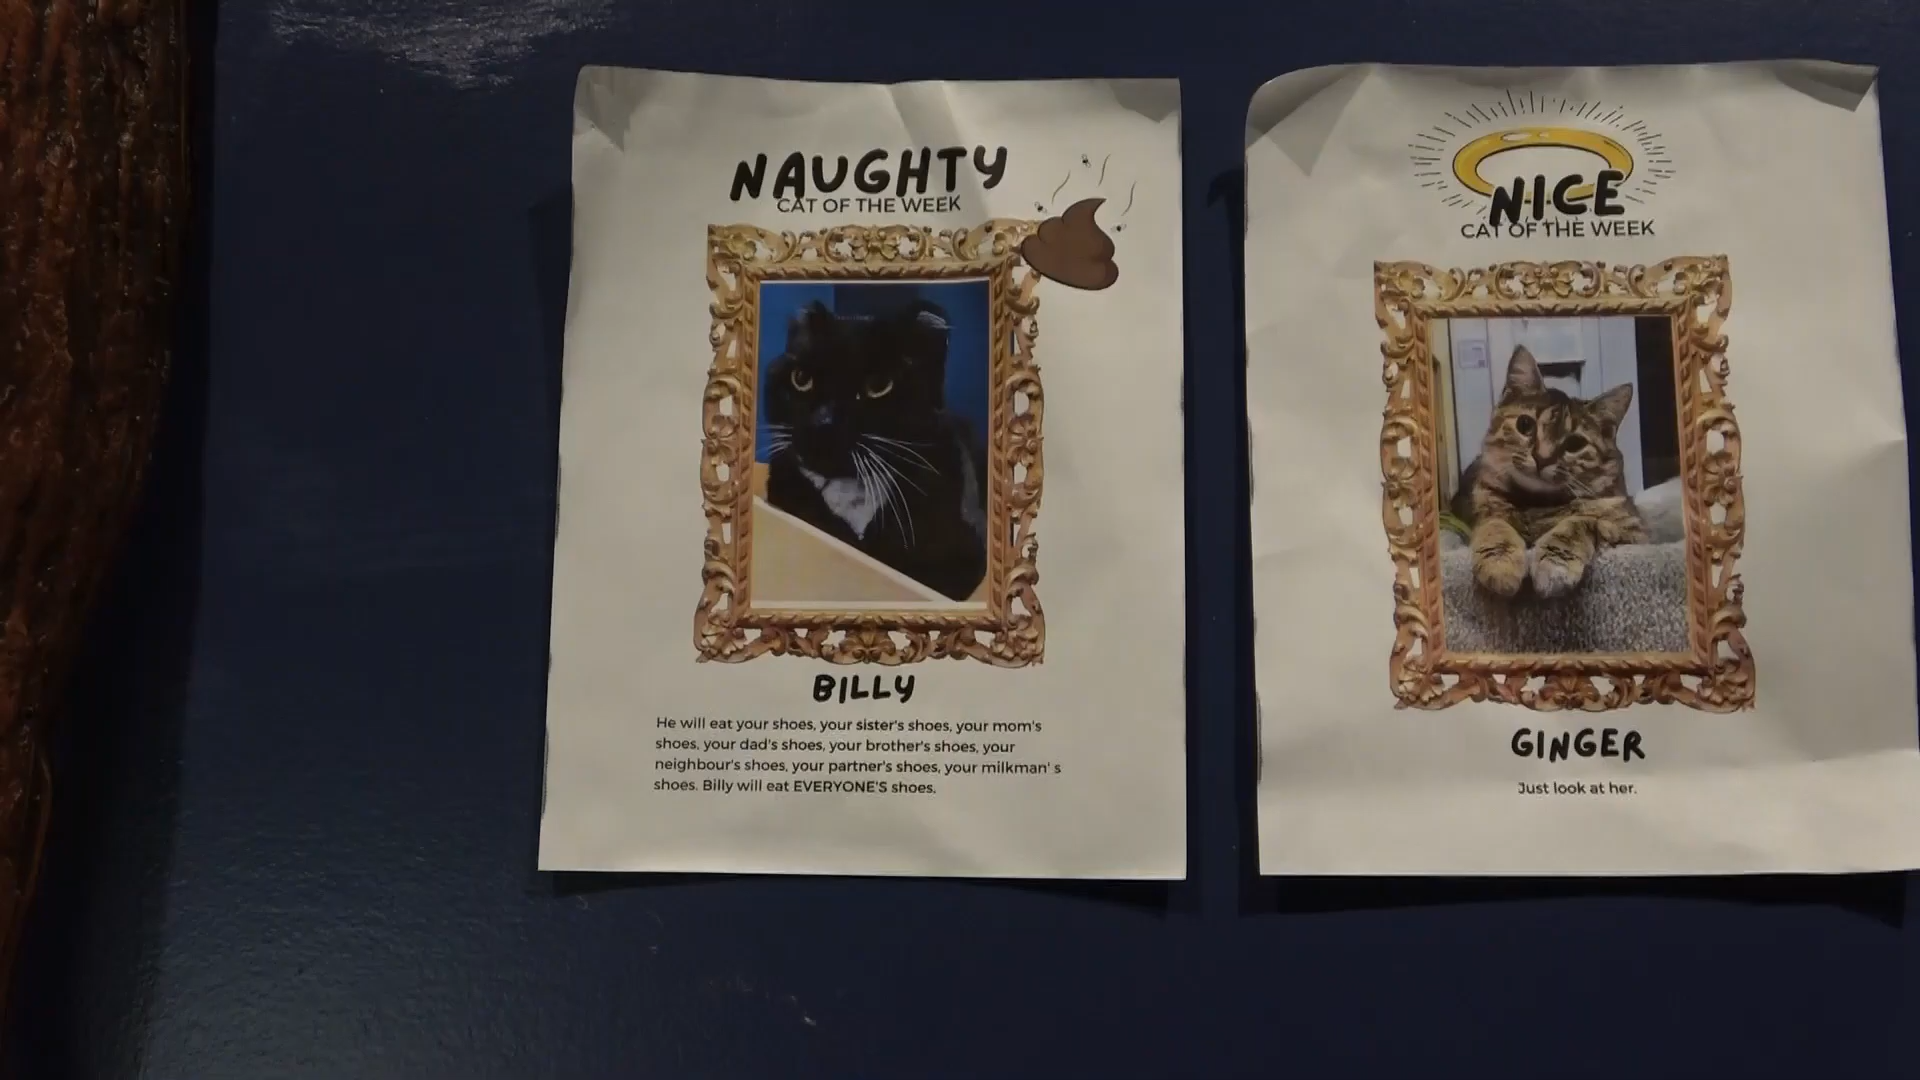 NAUGHTY
CAT OF THE WEEK
BILLY
He will eat your shoes, your sister's shoes, your mom's
shoes, your dad's shoes, your brother's shoes, your
neighbour's shoes, your partner's shoes, your milkman' s
shoes. Billy will eat EVERYONE'S shoes.
NICE
CAT OF THE WEEK
GINGER
Just look at her.